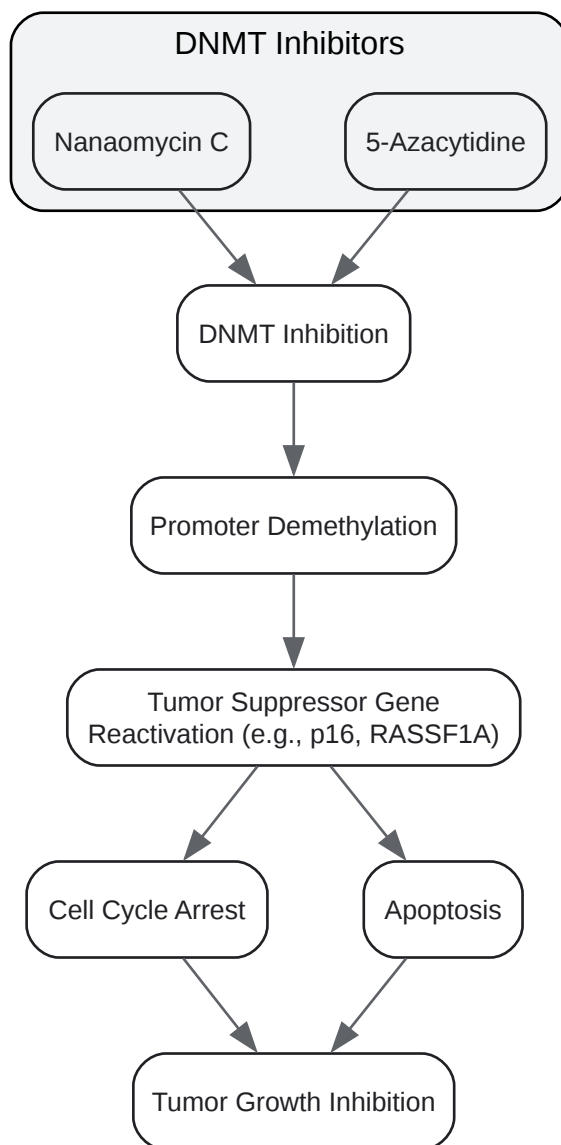 DNMT Inhibitors
Nanaomycin C
5-Azacytidine
DNMT Inhibition
Promoter Demethylation
Tumor Suppressor Gene
Reactivation (e.g., p16, RASSF1A)
Cell Cycle Arrest
Apoptosis
Tumor Growth Inhibition